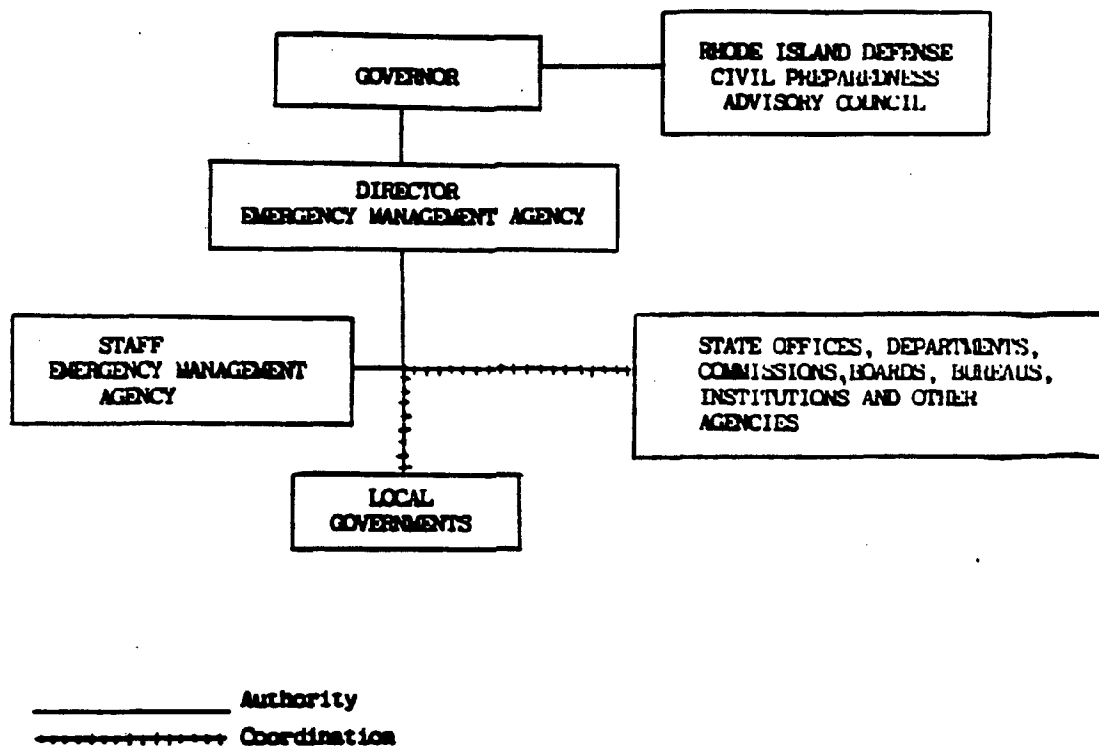 GOVERNOR
RHODE ISLAND DEFENSE
CIVIL PREPAREDNESS
ADVISORY COUNCIL
DIRECTOR
EMERGENCY MANAGEMENT AGENCY
STAFF
EMERGENCY MANAGEMENT
AGENCY
STATE OFFICES, DEPARTMENTS,
COMMISSIONS,BOARDS, BUREAUS,
INSTITUTIONS AND OTHER
AGENCIES
LOCAL
GOVERNMENTS
Authority
Coordination